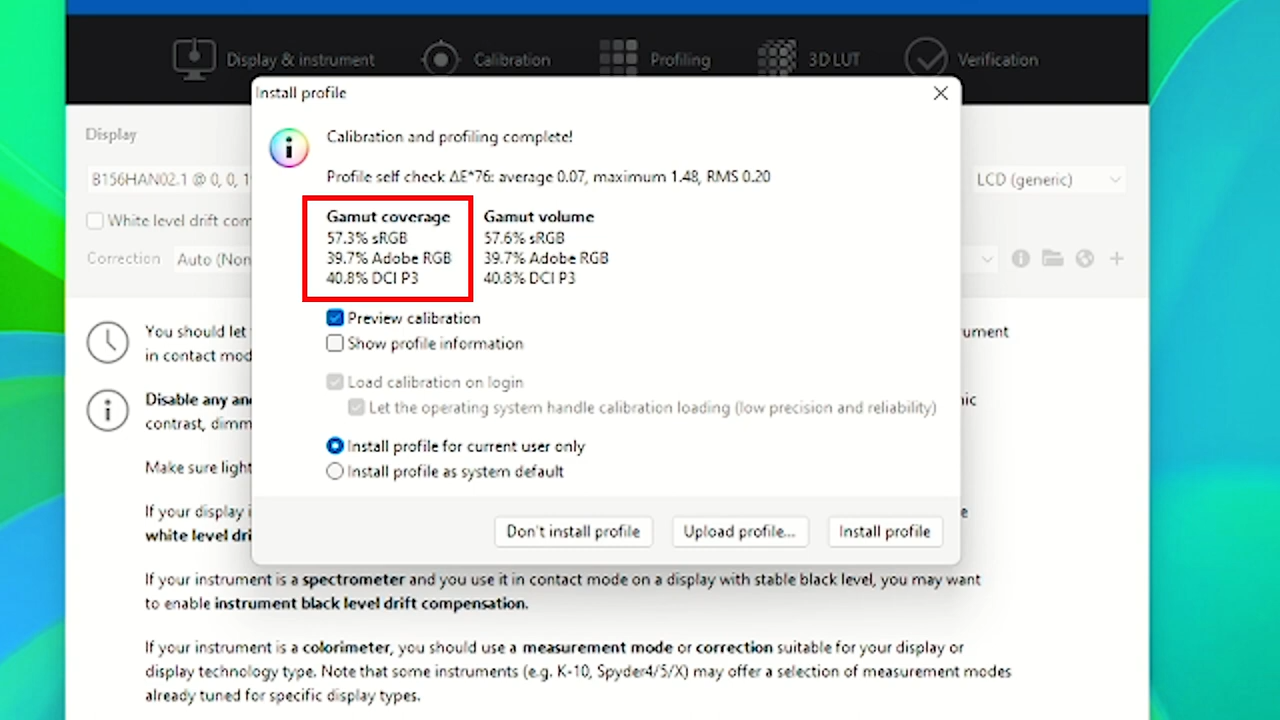 Display & instrument Calibration Profiling 3D LUT Verification
Install profile
Display
Calibration and profiling complete!
B156HAN02.1 @ 0, 0, 1
Profile self check ΔE*76: average 0.07, maximum 1.48, RMS 0.20
LCD (generic)
White level drift com
Gamut coverage Gamut volume
57.3% sRGB 57.6% sRGB
Correction Auto (Non
39.7% Adobe RGB 39.7% Adobe RGB
40.8% DCI P3 40.8% DCI P3
Preview calibration
You should let
ument
Show profile information
in contact mod
Load calibration on login
Disable any an
ic
Let the operating system handle calibration loading (low precision and reliability)
contrast, dimm
Install profile for current user only
Make sure light
Install profile as system default
If your display i
e
white level dri
Don't install profile Upload profile... Install profile
If your instrument is a spectrometer and you use it in contact mode on a display with stable black level, you may want
to enable instrument black level drift compensation.
If your instrument is a colorimeter, you should use a measurement mode or correction suitable for your display or
display technology type. Note that some instruments (e.g. K-10, Spyder4/5/X) may offer a selection of measurement modes
already tuned for specific display types.